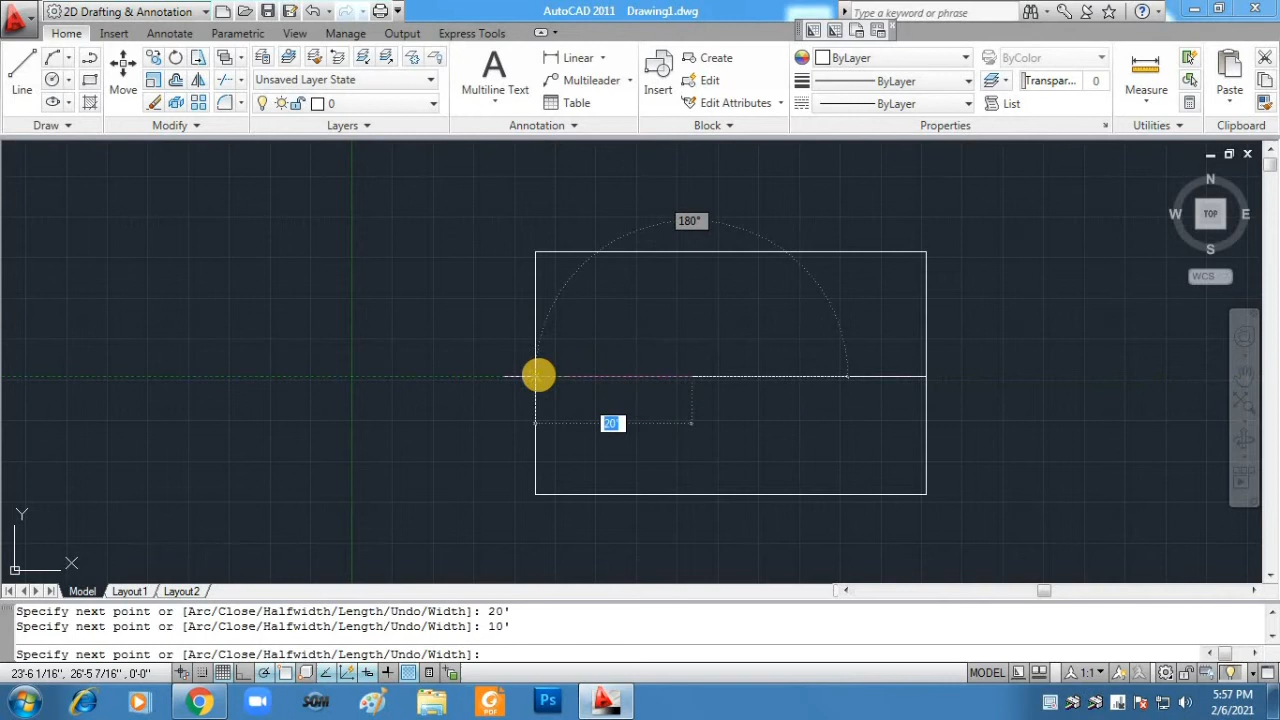 2D Drafting & Annotation
AutoCAD 2011 Drawing1.dwg
Type a keyword or phrase
Home Insert Annotate Parametric View Manage Output Express Tools
Line
Move
Unsaved Layer State
0
Multiline Text
Linear
Multileader
Table
Insert
Create
Edit
Edit Attributes
ByLayer
ByLayer
ByLayer
ByColor
Transpar... 0
List
Measure
Paste
Draw Modify Layers Annotation Block Properties Utilities Clipboard
180°
20'
N
W TOP E
S
WCS
Y
X
Model Layout1 Layout2
Specify next point or [Arc/Close/Halfwidth/Length/Undo/Width]: 20'
Specify next point or [Arc/Close/Halfwidth/Length/Undo/Width]: 10'
Specify next point or [Arc/Close/Halfwidth/Length/Undo/Width]:
23'-6 1/16", 26'-5 7/16", 0'-0"
MODEL
1:1
SOM
PDF
Ps
5:57 PM
2/6/2021